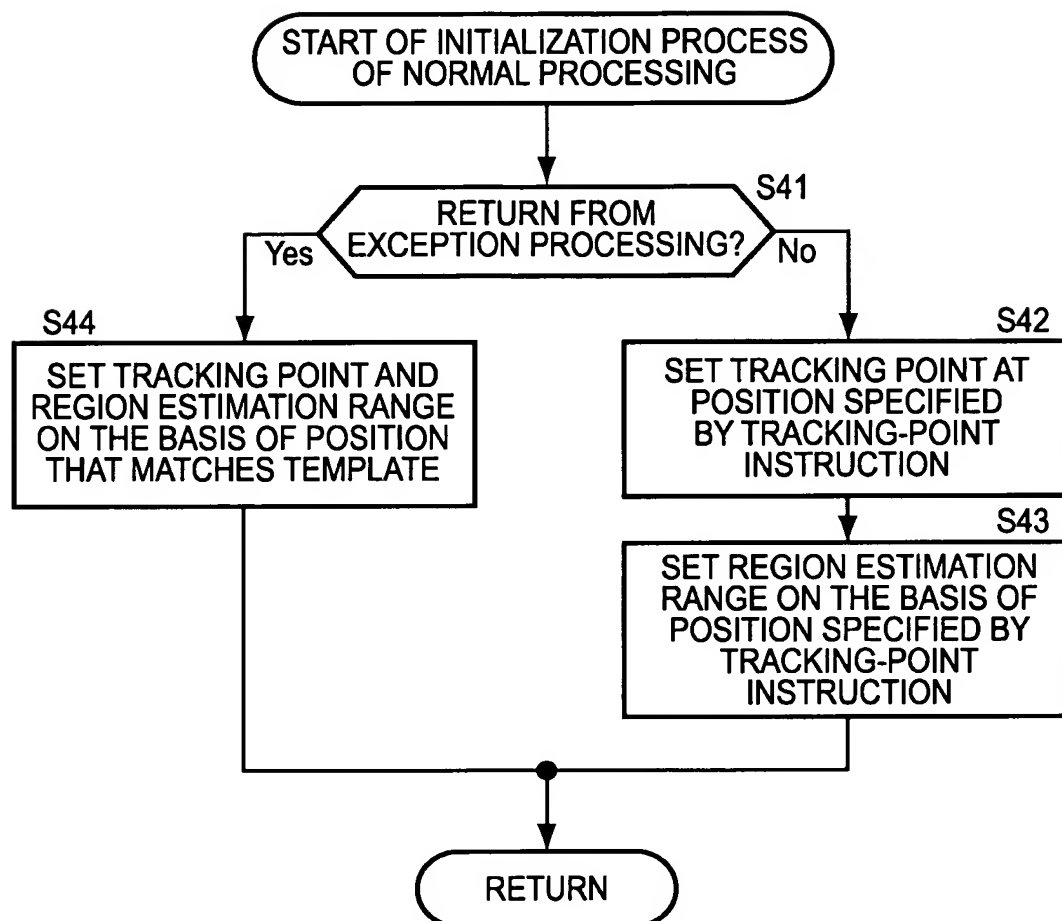 START OF INITIALIZATION PROCESS
OF NORMAL PROCESSING
S41
RETURN FROM
EXCEPTION PROCESSING?
Yes
No
S44
SET TRACKING POINT AND
REGION ESTIMATION RANGE
ON THE BASIS OF POSITION
THAT MATCHES TEMPLATE
S42
SET TRACKING POINT AT
POSITION SPECIFIED
BY TRACKING-POINT
INSTRUCTION
S43
SET REGION ESTIMATION
RANGE ON THE BASIS OF
POSITION SPECIFIED BY
TRACKING-POINT
INSTRUCTION
RETURN